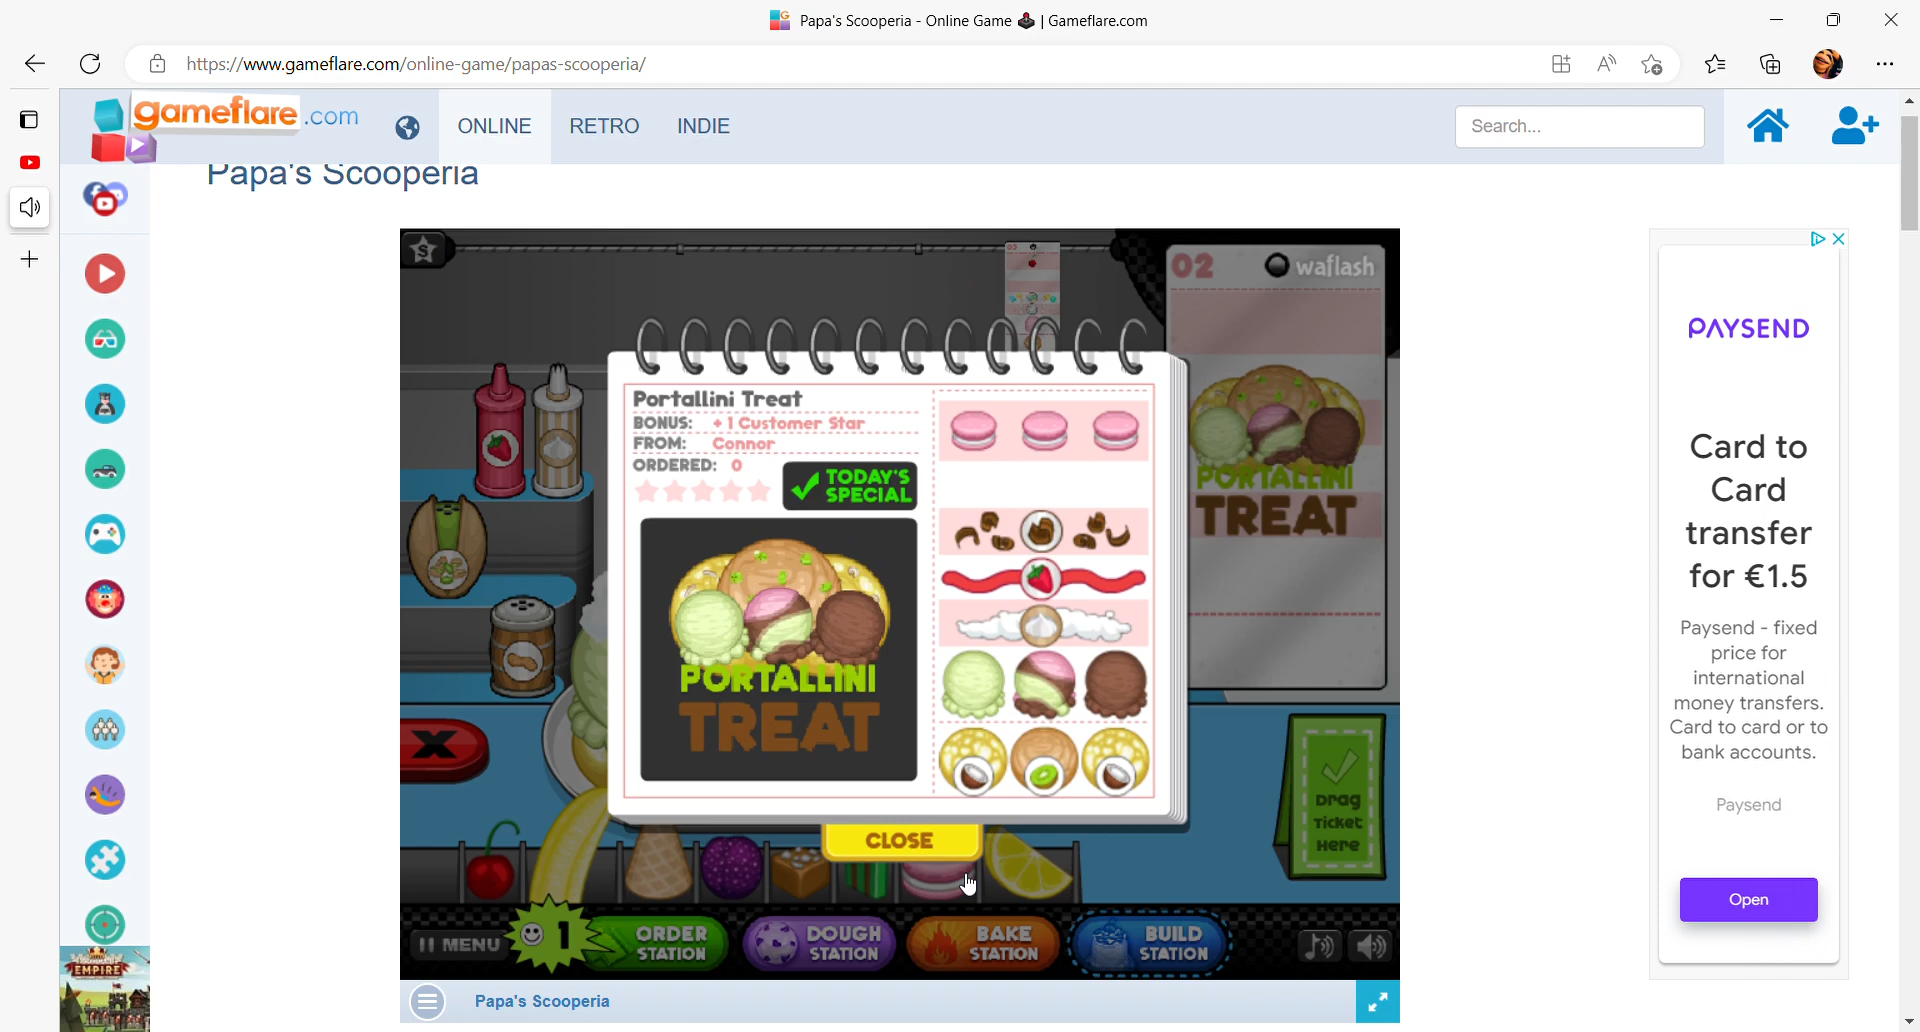 Papa's Scooperia - Online Game 🕹 | Gameflare.com
https://www.gameflare.com/online-game/papas-scooperia/
gameflare.com
ONLINE
RETRO
INDIE
Search...
Papa's Scooperia
S
02
waflash
Portallini Treat
BONUS: +1 Customer Star
FROM: Connor
ORDERED: 0
TODAY'S
SPECIAL
PORTALLINI
TREAT
PORTALLINI
TREAT
CLOSE
Drag
Ticket
Here
MENU
1
ORDER
STATION
DOUGH
STATION
BAKE
STATION
BUILD
STATION
Papa's Scooperia
EMPIRE
PAYSEND
Card to
Card
transfer
for €1.5
Paysend - fixed
price for
international
money transfers.
Card to card or to
bank accounts.
Paysend
Open